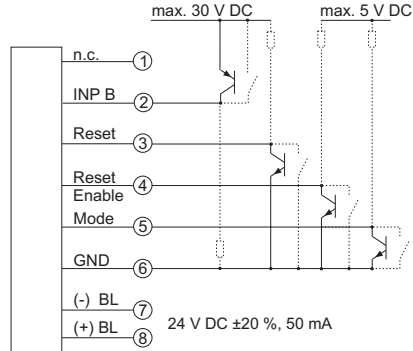 max. 30 V DC
max. 5 V DC
n.c.
1
INP B
2
Reset
3
Reset
Enable
4
Mode
5
GND
6
(-) BL
7
24 V DC ±20 %, 50 mA
(+) BL
8